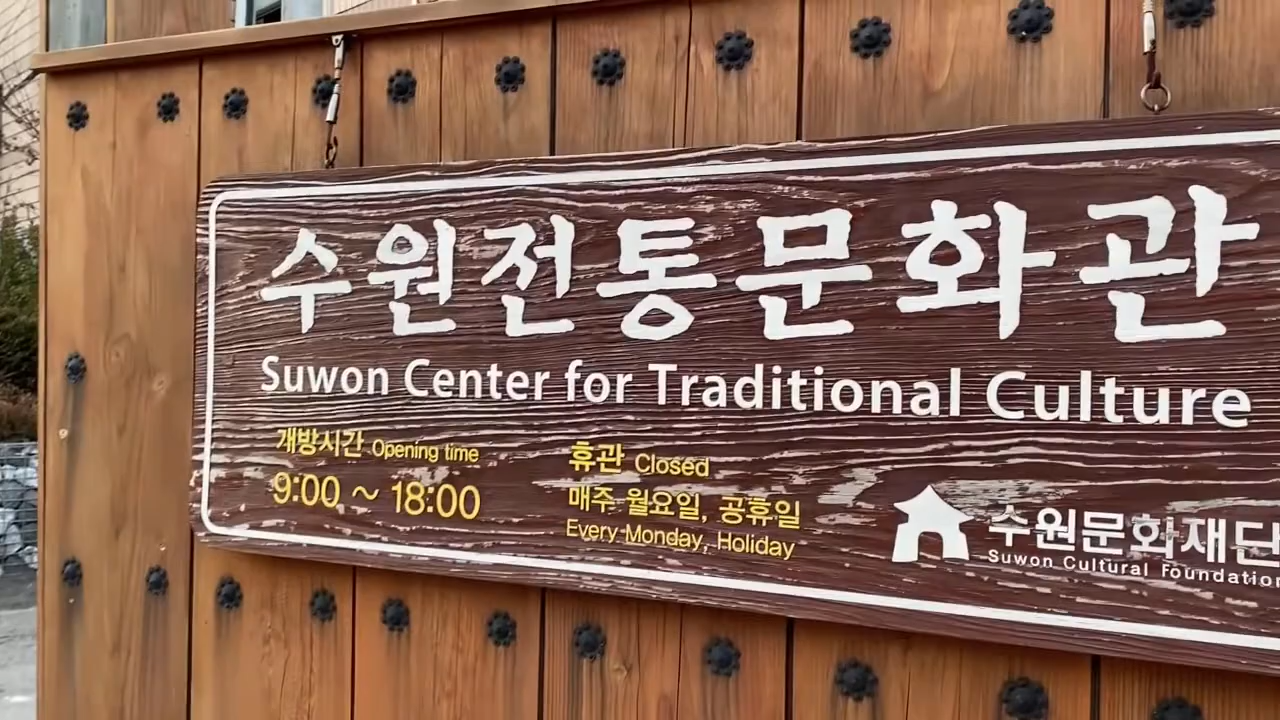 수원전통문화관
Suwon Center for Traditional Culture
개방시간 Opening time
9:00 ~ 18:00
휴관 Closed
매주 월요일, 공휴일
Every Monday, Holiday
수원문화재단
Suwon Cultural Foundation